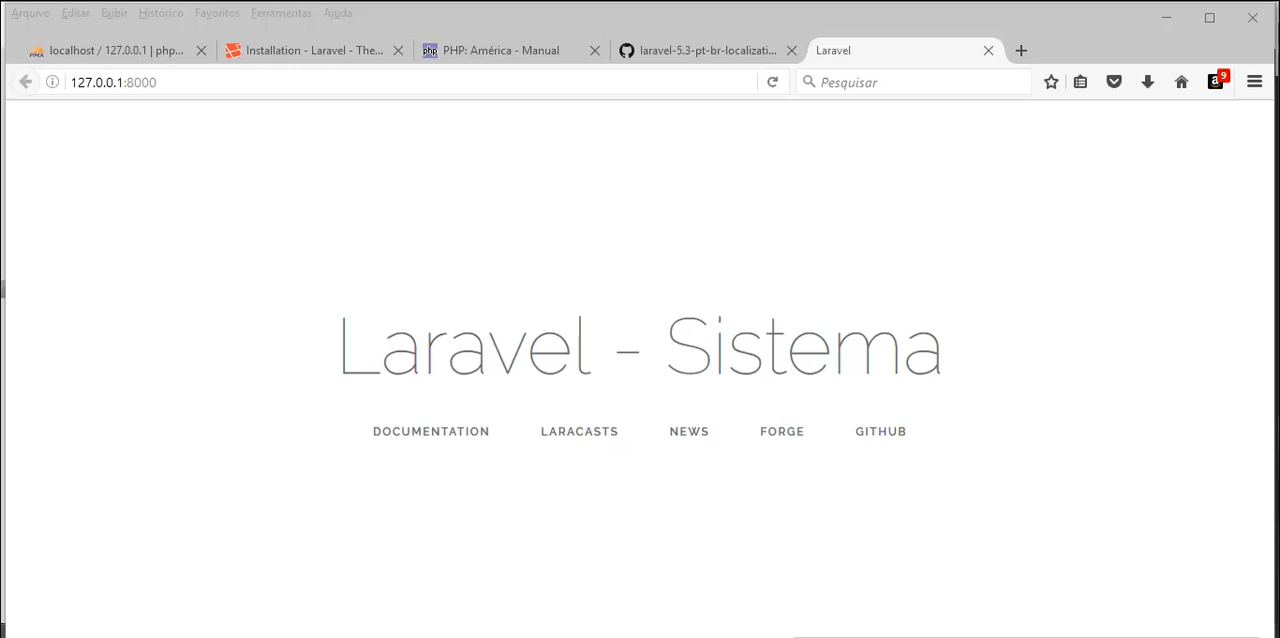 Arquivo Editar Exibir Histórico Favoritos Ferramentas Ajuda
localhost / 127.0.0.1 | php... Installation - Laravel - The... php PHP: América - Manual laravel-5.3-pt-br-localizati... Laravel
127.0.0.1:8000 Pesquisar a 9
Laravel - Sistema
DOCUMENTATION LARACASTS NEWS FORGE GITHUB